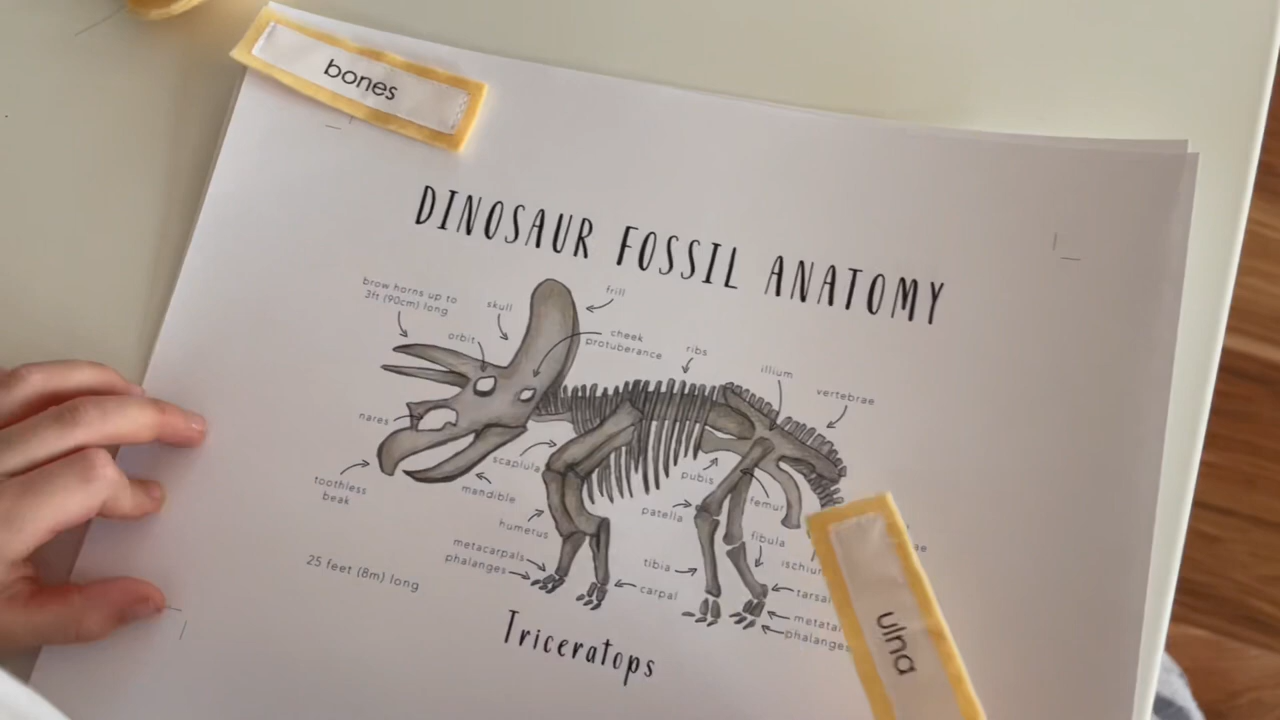 bones
DINOSAUR FOSSIL ANATOMY
brow horns up to
3ft (90cm) long
skull
frill
orbit
cheek
protuberance
ribs
illium
vertebrae
nares
scaplula
pubis
toothless
beak
mandible
patella
femur
humerus
fibula
metacarpals
phalanges
tibia
carpal
25 feet (8m) long
phalanges
Triceratops
ulna